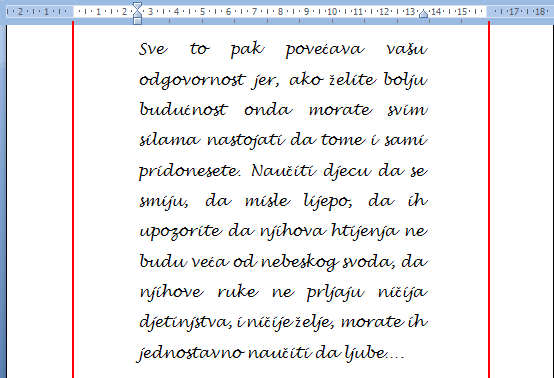 2 1 1 2 3 4 5 6 7 8 9 10 11 12 13 14 15 17 18
Sve to pak povećava vašu
odgovornost jer, ako želite bolju
budućnost onda morate svim
silama nastojati da tome i sami
pridonesete. Naučiti djecu da se
smiju, da misle lijepo, da ih
upozorite da njihova htijenja ne
budu veća od nebeskog svoda, da
njihove ruke ne prljaju ničija
djetinjstva, i ničije želje, morate ih
jednostavno naučiti da ljube....